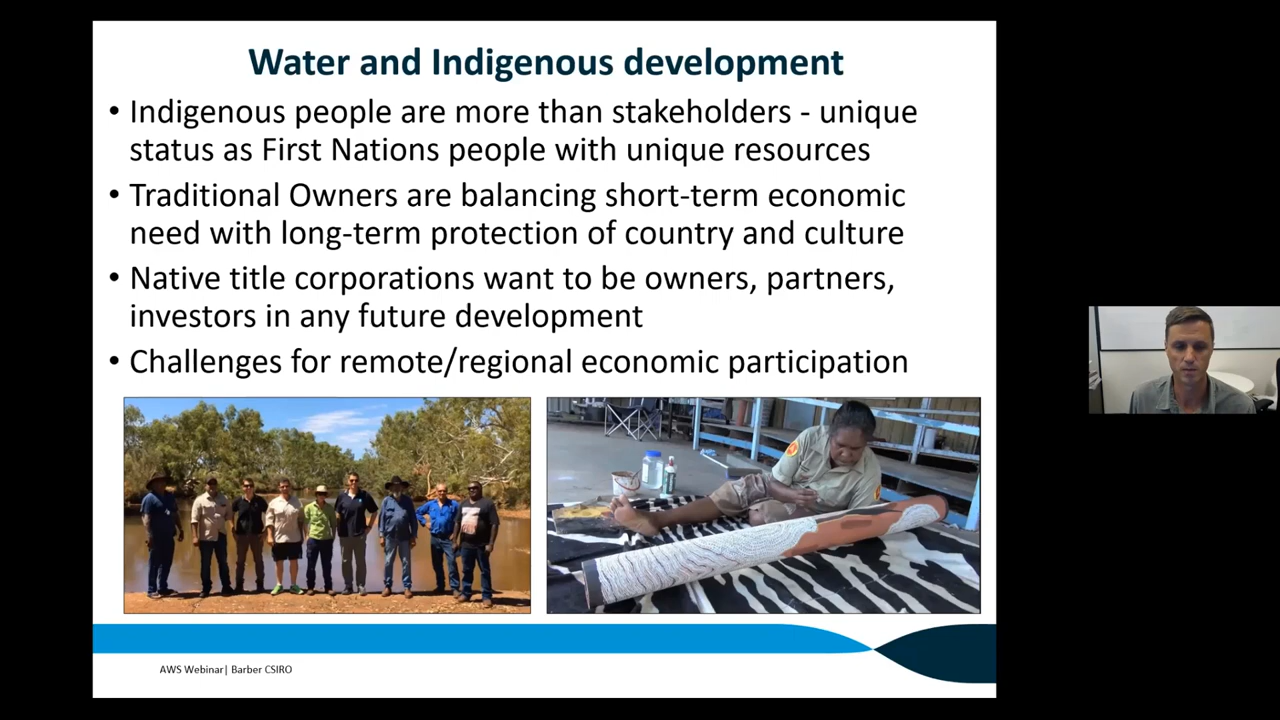 Water and Indigenous development
• Indigenous people are more than stakeholders - unique
status as First Nations people with unique resources
• Traditional Owners are balancing short-term economic
need with long-term protection of country and culture
• Native title corporations want to be owners, partners,
investors in any future development
• Challenges for remote/regional economic participation
AWS Webinar| Barber CSIRO